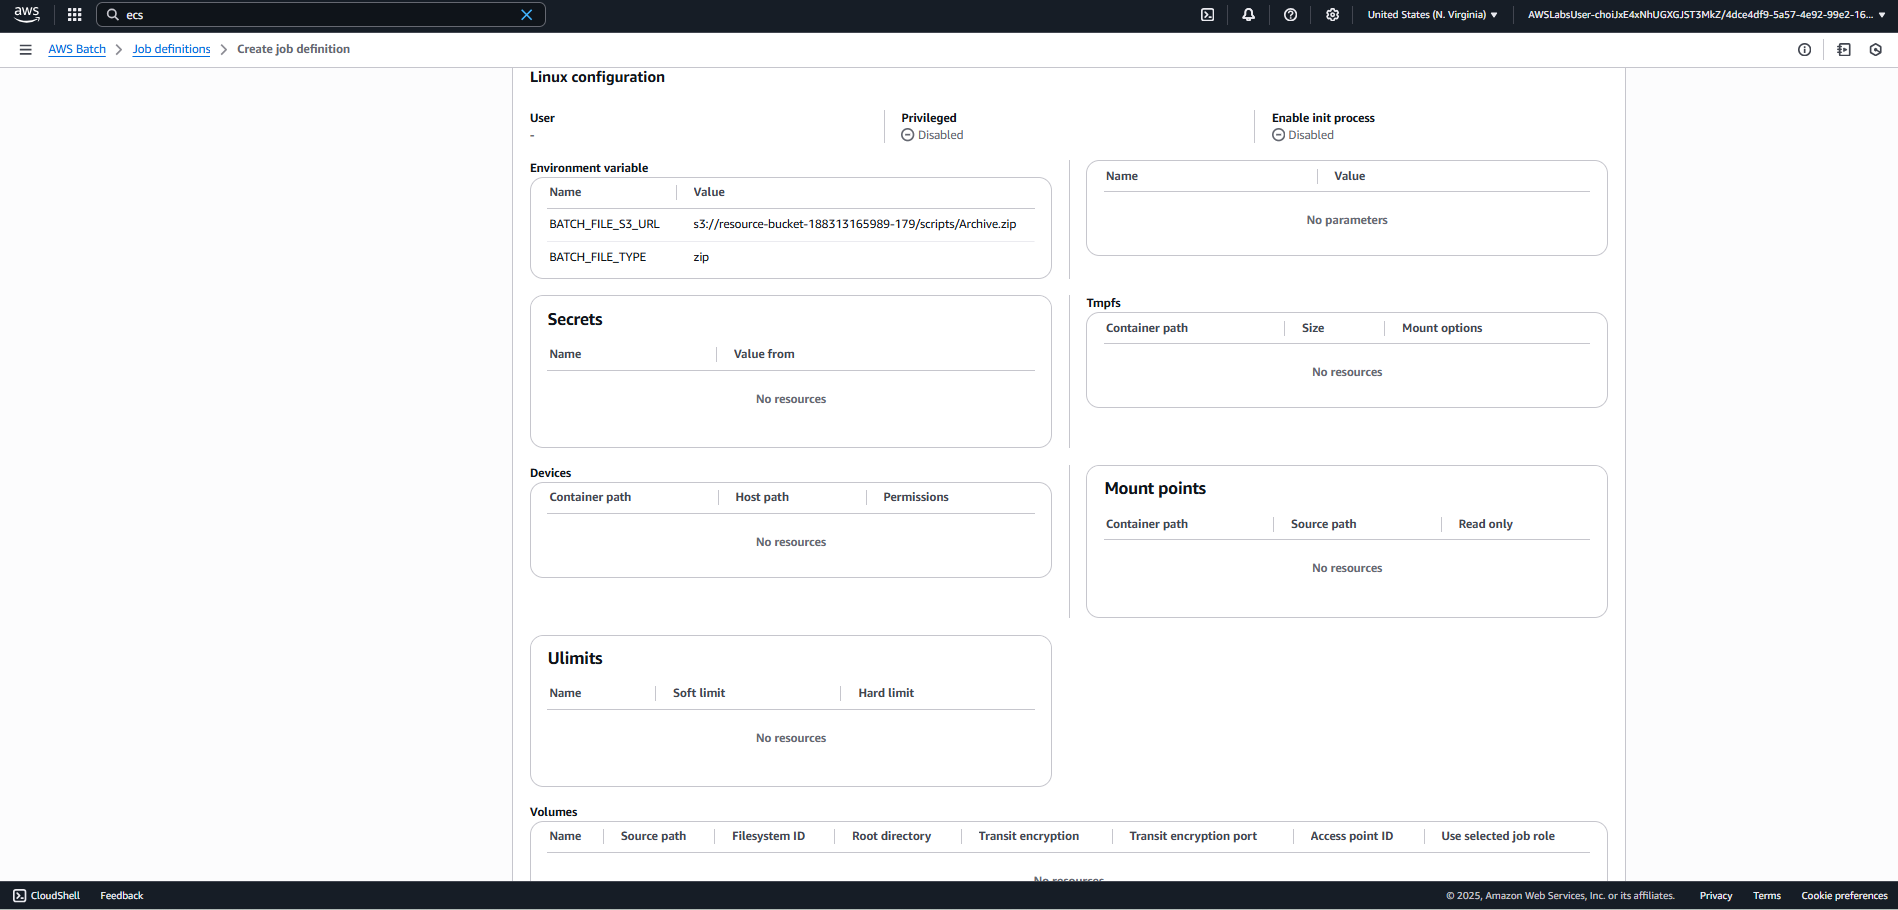 aws
ecs
United States (N. Virginia)
AWSLabsUser-choiJxE4xNhUGXGJST3MkZ/4dce4df9-5a57-4e92-99e2-16...
AWS Batch > Job definitions > Create job definition
Linux configuration
User
-
Privileged
Disabled
Enable init process
Disabled
Environment variable
Name Value
BATCH_FILE_S3_URL s3://resource-bucket-188313165989-179/scripts/Archive.zip
BATCH_FILE_TYPE zip
Name Value
No parameters
Secrets
Name Value from
No resources
Tmpfs
Container path Size Mount options
No resources
Devices
Container path Host path Permissions
No resources
Mount points
Container path Source path Read only
No resources
Ulimits
Name Soft limit Hard limit
No resources
Volumes
Name Source path Filesystem ID Root directory Transit encryption Transit encryption port Access point ID Use selected job role
No resources
CloudShell Feedback © 2025, Amazon Web Services, Inc. or its affiliates. Privacy Terms Cookie preferences